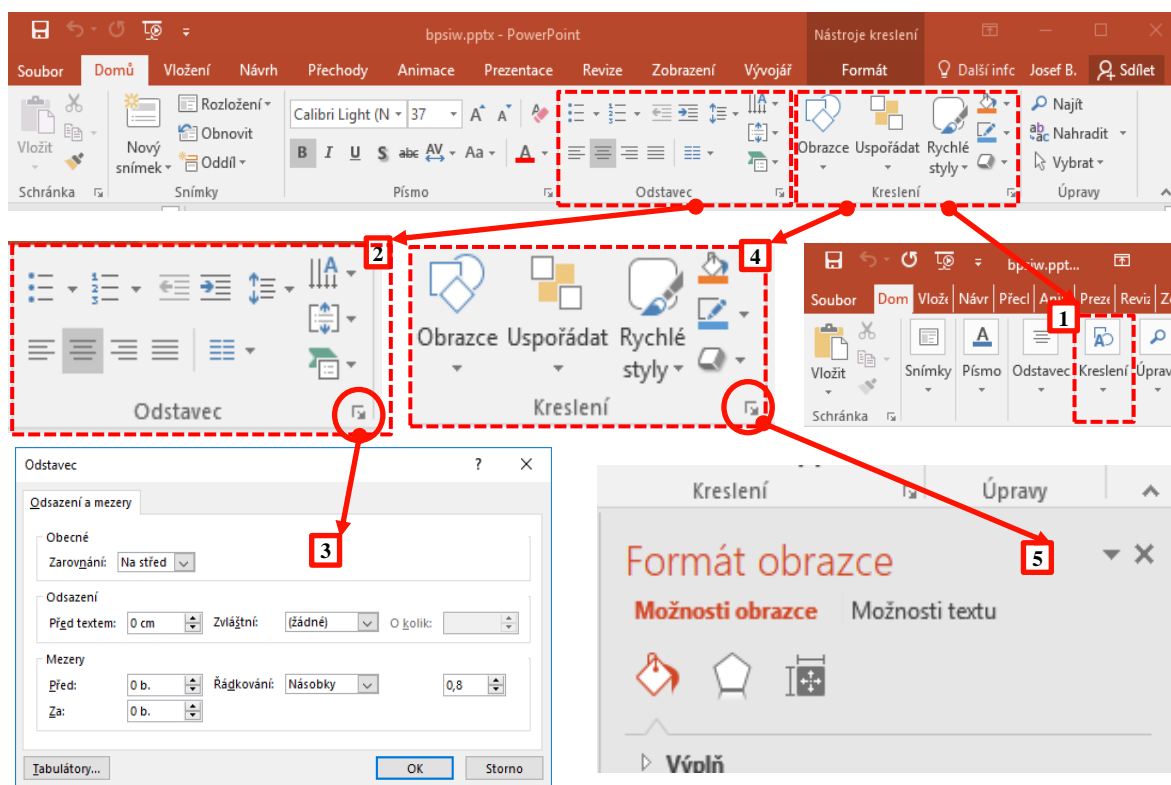 bpsiw.pptx - PowerPoint
Nástroje kreslení
Soubor Domů Vložení Návrh Přechody Animace Prezentace Revize Zobrazení Vývojář Formát Další infc Josef B. Sdílet
Vložit
Schránka
Nový snímek
Rozložení
Obnovit
Oddíl
Snímky
Calibri Light (N 37
B I U S abc AV Aa A
Písmo
Odstavec
Obrazce Uspořádat Rychlé styly
Kreslení
Najít
Nahradit
Vybrat
Úpravy
2
Odstavec
4
Obrazce Uspořádat Rychlé
styly
Kreslení
bpsiw.ppt...
Soubor Dom Vlože Návr Přecl Ani Preze Reviz
1
Vložit
Snímky Písmo Odstavec Kreslení Úprav
Schránka
Odstavec ?
Odsazení a mezery
Obecné
Zarovnání: Na střed
3
Odsazení
Před textem: 0 cm Zvláštní: (žádné) O kolik:
Mezery
Před: 0 b. Řádkování: Násobky 0,8
Za: 0 b.
Tabulátory... OK Storno
Kreslení Úpravy
Formát obrazce
5
Možnosti obrazce Možnosti textu
Výplň